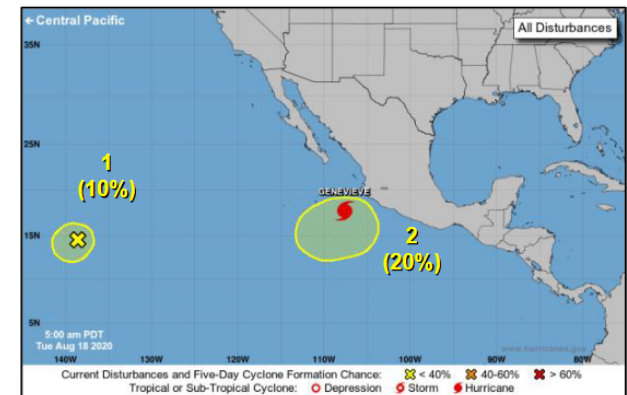 ← Central Pacific
All Disturbances
35N
25N
1
(10%)
GENEVIEVE
15N
2
(20%)
5N
5:00 am PDT
Tue Aug 18 2020
www.hurricanes.gov
140W 130W 120W 110W 100W 90W 80W
Current Disturbances and Five-Day Cyclone Formation Chance: < 40% 40-60% > 60%
Tropical or Sub-Tropical Cyclone: Depression Storm Hurricane